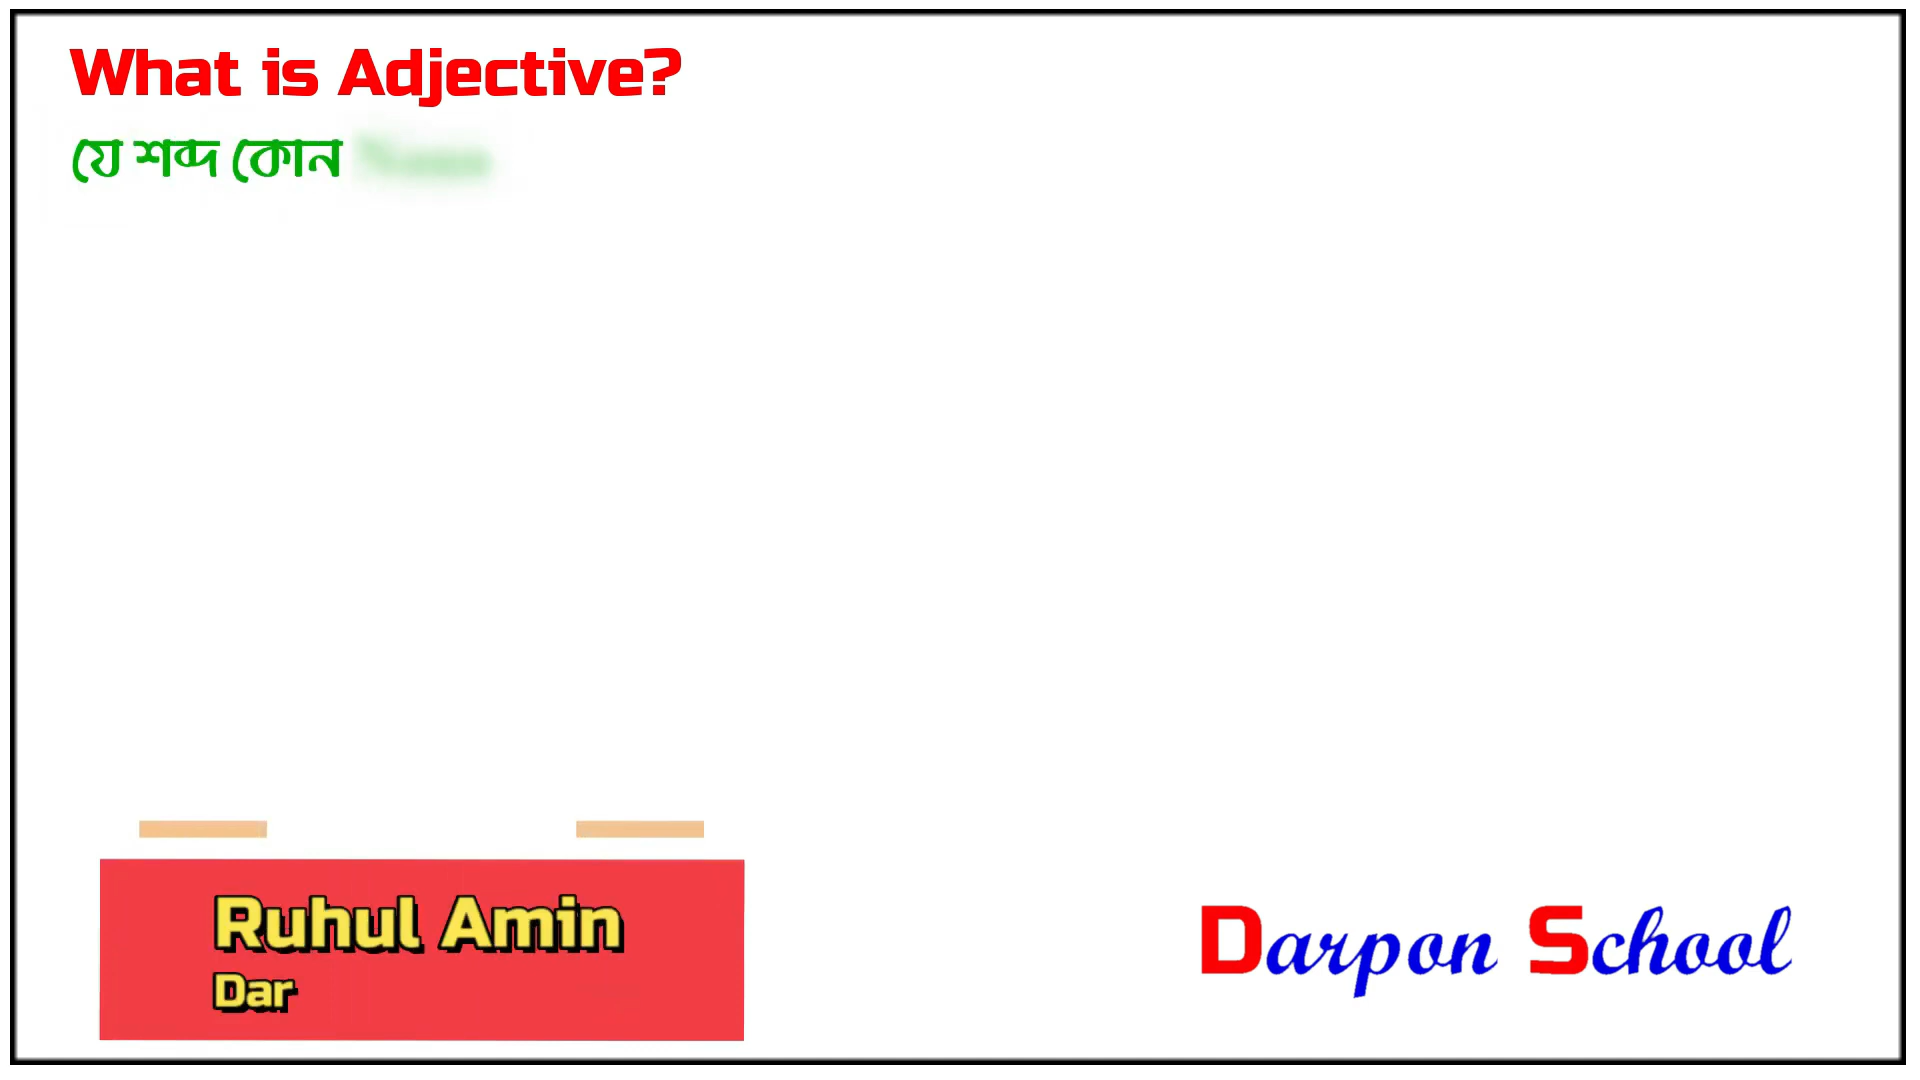 What is Adjective?
যে শব্দ কোন
Ruhul Amin
Dar
Darpon School